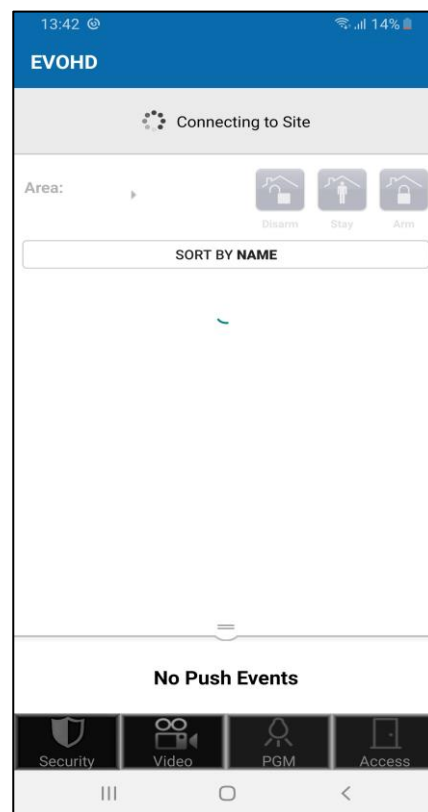 13:42 14%
EVOHD
Connecting to Site
Area:
Disarm Stay Arm
SORT BY NAME
No Push Events
Security Video PGM Access